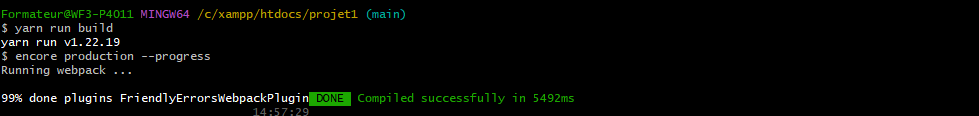 Formateur@WF3-P4011 MINGW64 /c/xampp/htdocs/projet1 (main)
$ yarn run build
yarn run v1.22.19
$ encore production --progress
Running webpack ...
99% done plugins FriendlyErrorsWebpackPlugin DONE Compiled successfully in 5492ms
14:57:29